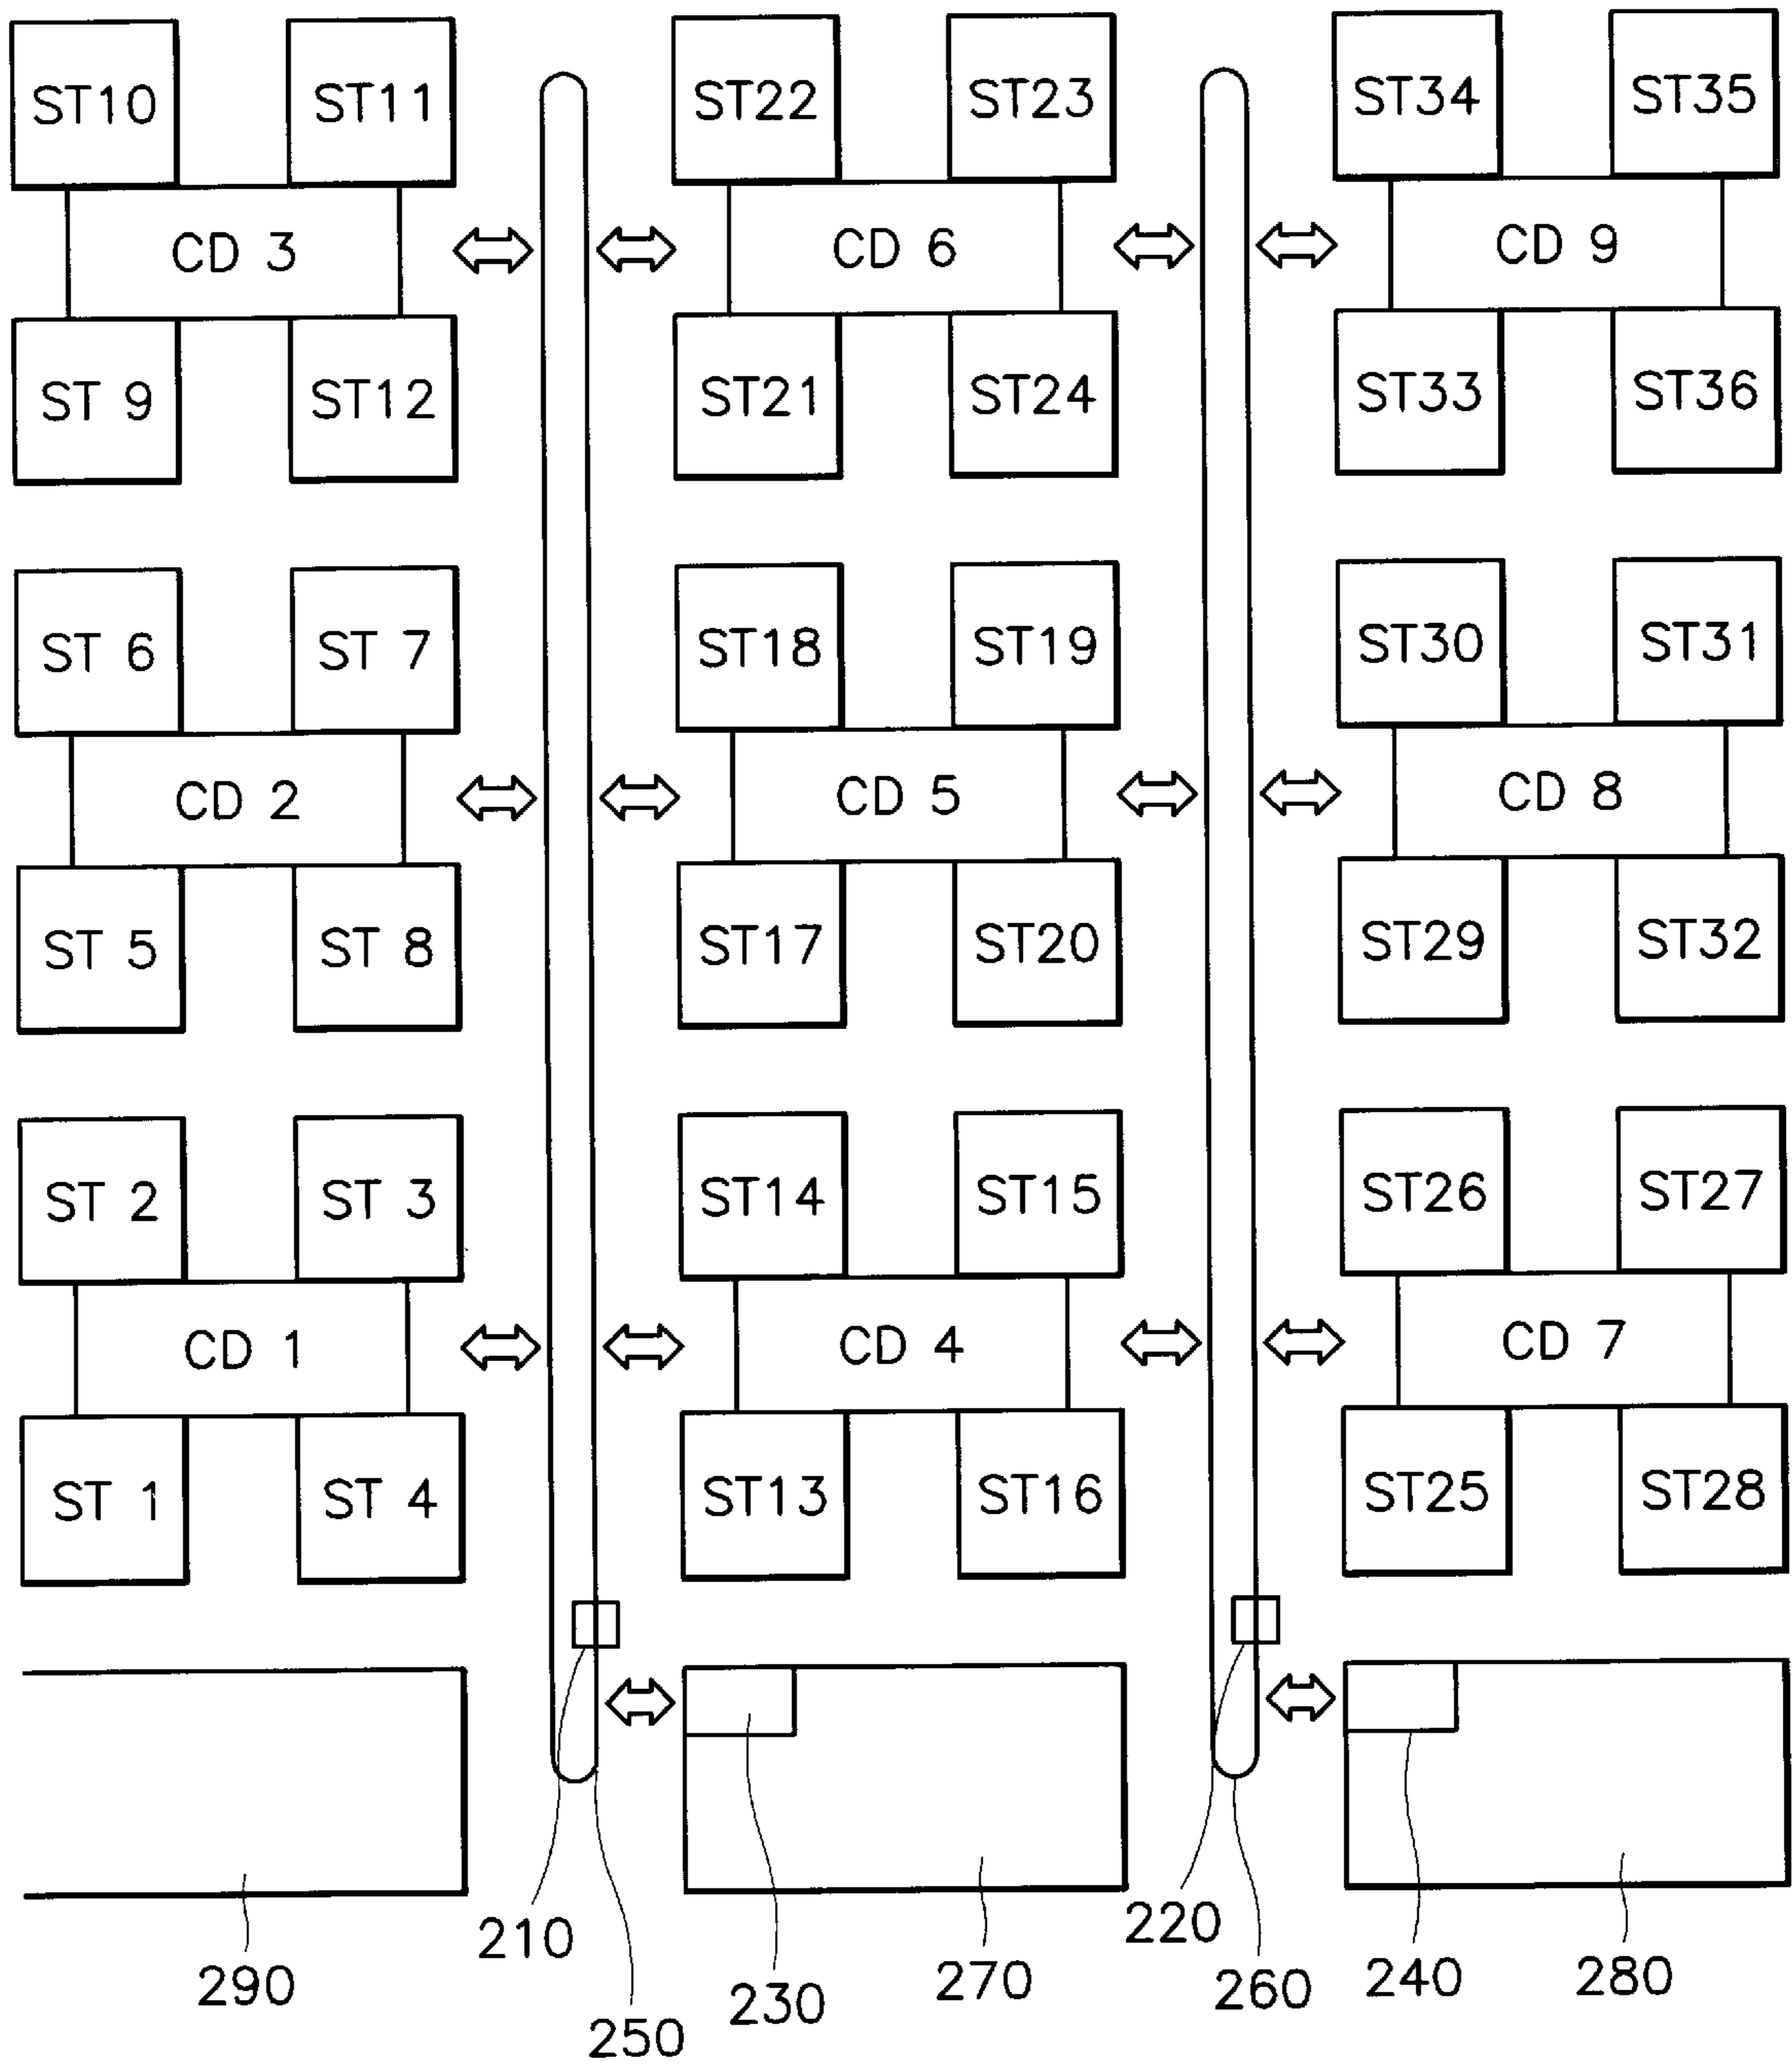 ST10 ST11 ST22 ST23 ST34 ST35
CD 3 CD 6 CD 9
ST 9 ST12 ST21 ST24 ST33 ST36
ST 6 ST 7 ST18 ST19 ST30 ST31
CD 2 CD 5 CD 8
ST 5 ST 8 ST17 ST20 ST29 ST32
ST 2 ST 3 ST14 ST15 ST26 ST27
CD 1 CD 4 CD 7
ST 1 ST 4 ST13 ST16 ST25 ST28
290 210 250 230 270 220 260 240 280